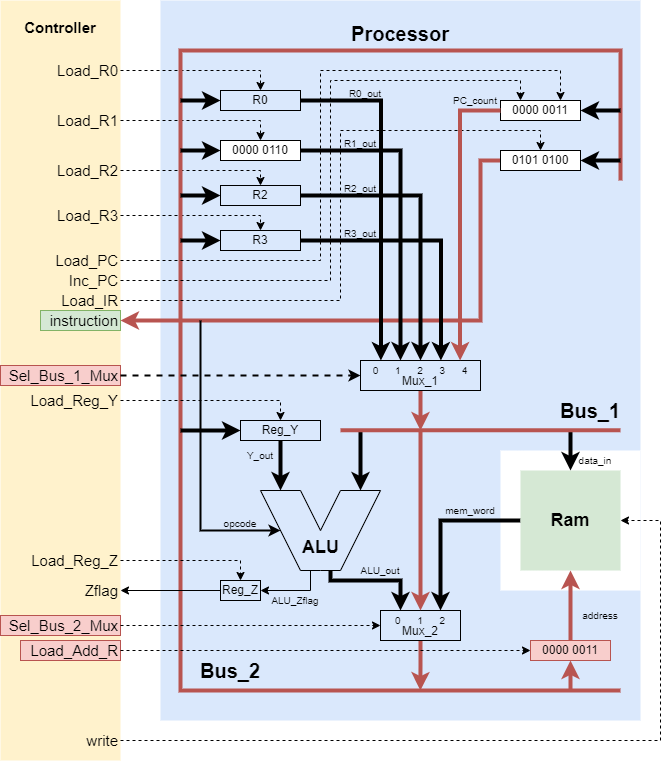 Controller
Processor
Load_R0
R0
R0_out
PC_count
0000 0011
Load_R1
0000 0110
R1_out
0101 0100
Load_R2
R2
R2_out
Load_R3
R3
R3_out
Load_PC
Inc_PC
Load_IR
instruction
Sel_Bus_1_Mux
0 1 2 3 4
Mux_1
Load_Reg_Y
Reg_Y
Bus_1
Y_out
data_in
mem_word
Ram
opcode
ALU
Load_Reg_Z
ALU_out
Zflag
Reg_Z
ALU_Zflag
address
Sel_Bus_2_Mux
0 1 2
Mux_2
Load_Add_R
0000 0011
Bus_2
write